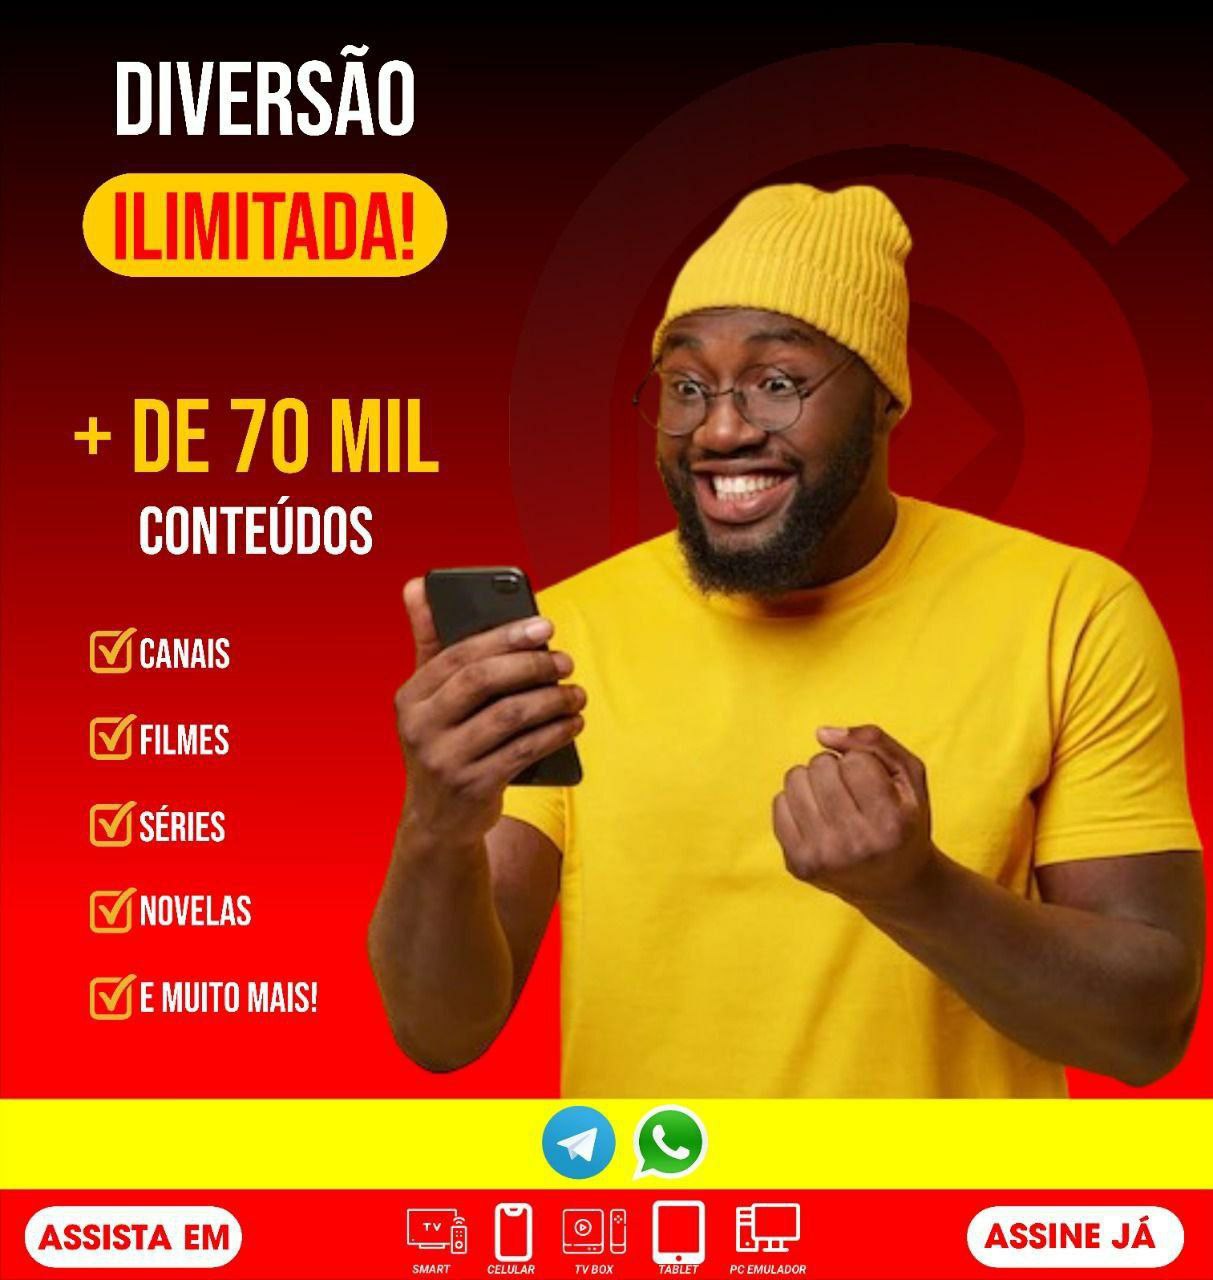 DIVERSÃO
ILIMITADA!
+ DE 70 MIL
CONTEÚDOS
CANAIS
FILMES
SÉRIES
NOVELAS
E MUITO MAIS!
ASSISTA EM
TV
SMART
CELULAR
TV BOX
TABLET
PC EMULADOR
ASSINE JÁ